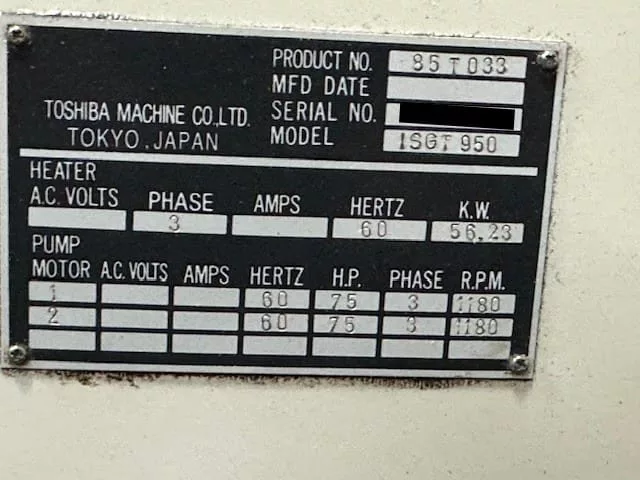 PRODUCT NO. 85T033
MFD DATE
TOSHIBA MACHINE CO.,LTD. SERIAL NO.
TOKYO, JAPAN MODEL ISGT 950
HEATER
A.C. VOLTS PHASE AMPS HERTZ K.W.
3 60 56,23
PUMP
MOTOR A.C. VOLTS AMPS HERTZ H.P. PHASE R.P.M.
1 60 75 3 1180
2 60 75 3 1180